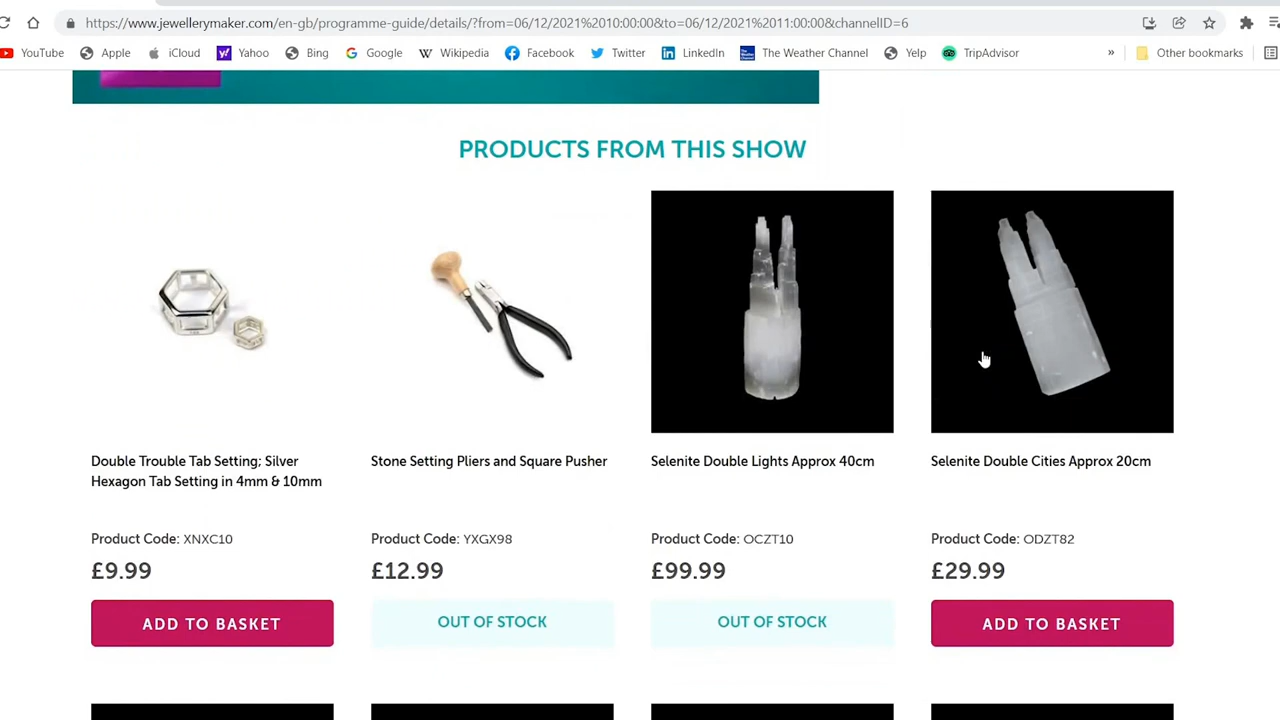 https://www.jewellerymaker.com/en-gb/programme-guide/details/?from=06/12/2021%2010:00:00&to=06/12/2021%2011:00:00&channelID=6
YouTube Apple iCloud Yahoo Bing Google Wikipedia Facebook Twitter LinkedIn The Weather Channel Yelp TripAdvisor » Other bookmarks
PRODUCTS FROM THIS SHOW
Double Trouble Tab Setting; Silver
Hexagon Tab Setting in 4mm & 10mm
Product Code: XNXC10
£9.99
ADD TO BASKET
Stone Setting Pliers and Square Pusher
Product Code: YXGX98
£12.99
OUT OF STOCK
Selenite Double Lights Approx 40cm
Product Code: OCZT10
£99.99
OUT OF STOCK
Selenite Double Cities Approx 20cm
Product Code: ODZT82
£29.99
ADD TO BASKET